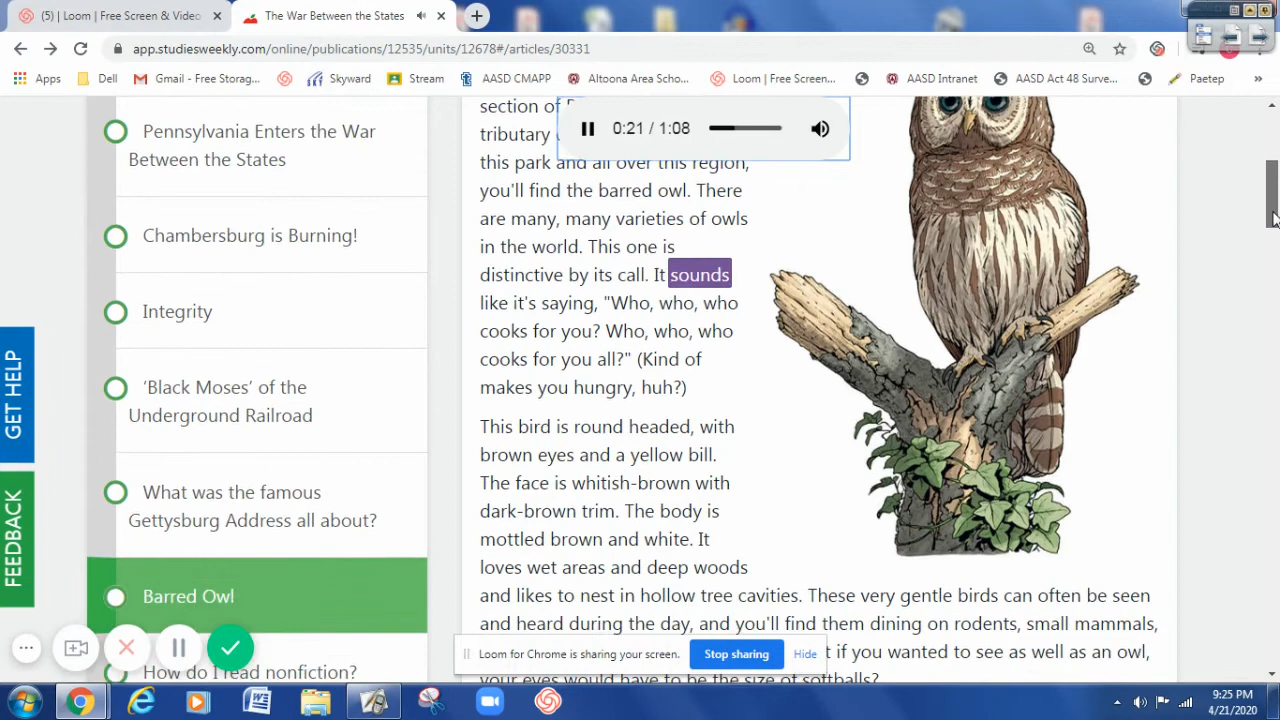 (5) | Loom | Free Screen & Video
The War Between the States
app.studiesweekly.com/online/publications/12535/units/12678#/articles/30331
Apps
Dell
Gmail - Free Storag...
Skyward
Stream
AASD CMAPP
Altoona Area Scho...
Loom | Free Screen...
AASD Intranet
AASD Act 48 Surve...
Paetep
»
GET HELP
FEEDBACK
Pennsylvania Enters the War
Between the States
Chambersburg is Burning!
Integrity
‘Black Moses’ of the
Underground Railroad
What was the famous
Gettysburg Address all about?
Barred Owl
How do I read nonfiction?
0:21 / 1:08
section of
tributary
this park and all over this region,
you'll find the barred owl. There
are many, many varieties of owls
in the world. This one is
distinctive by its call. It sounds
like it's saying, "Who, who, who
cooks for you? Who, who, who
cooks for you all?" (Kind of
makes you hungry, huh?)
This bird is round headed, with
brown eyes and a yellow bill.
The face is whitish-brown with
dark-brown trim. The body is
mottled brown and white. It
loves wet areas and deep woods
and likes to nest in hollow tree cavities. These very gentle birds can often be seen
and heard during the day, and you'll find them dining on rodents, small mammals,
if you wanted to see as well as an owl,
your eyes would have to be the size of softballs?
Loom for Chrome is sharing your screen.
Stop sharing
Hide
9:25 PM
4/21/2020